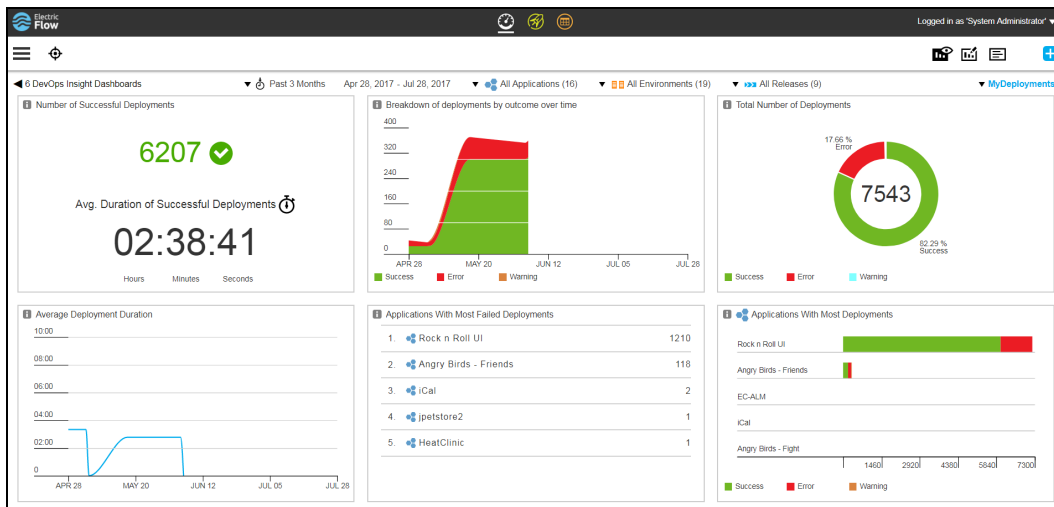 Electric
Flow
Logged in as 'System Administrator'
6 DevOps Insight Dashboards
Past 3 Months
Apr 28, 2017 - Jul 28, 2017
All Applications (16)
All Environments (19)
All Releases (9)
MyDeployments
Number of Successful Deployments
6207
Avg. Duration of Successful Deployments
02:38:41
Hours Minutes Seconds
Breakdown of deployments by outcome over time
400
320
240
160
80
0
APR 28 MAY 20 JUN 12 JUL 05 JUL 28
Success Error Warning
Total Number of Deployments
17.66 %
Error
7543
82.29 %
Success
Success Error Warning
Average Deployment Duration
10:00
08:00
06:00
04:00
02:00
0
APR 28 MAY 20 JUN 12 JUL 05 JUL 28
Applications With Most Failed Deployments
1. Rock n Roll UI 1210
2. Angry Birds - Friends 118
3. iCal 2
4. jpetstore2 1
5. HeatClinic 1
Applications With Most Deployments
Rock n Roll UI
Angry Birds - Friends
EC-ALM
iCal
Angry Birds - Fight
1460 2920 4380 5840 7300
Success Error Warning